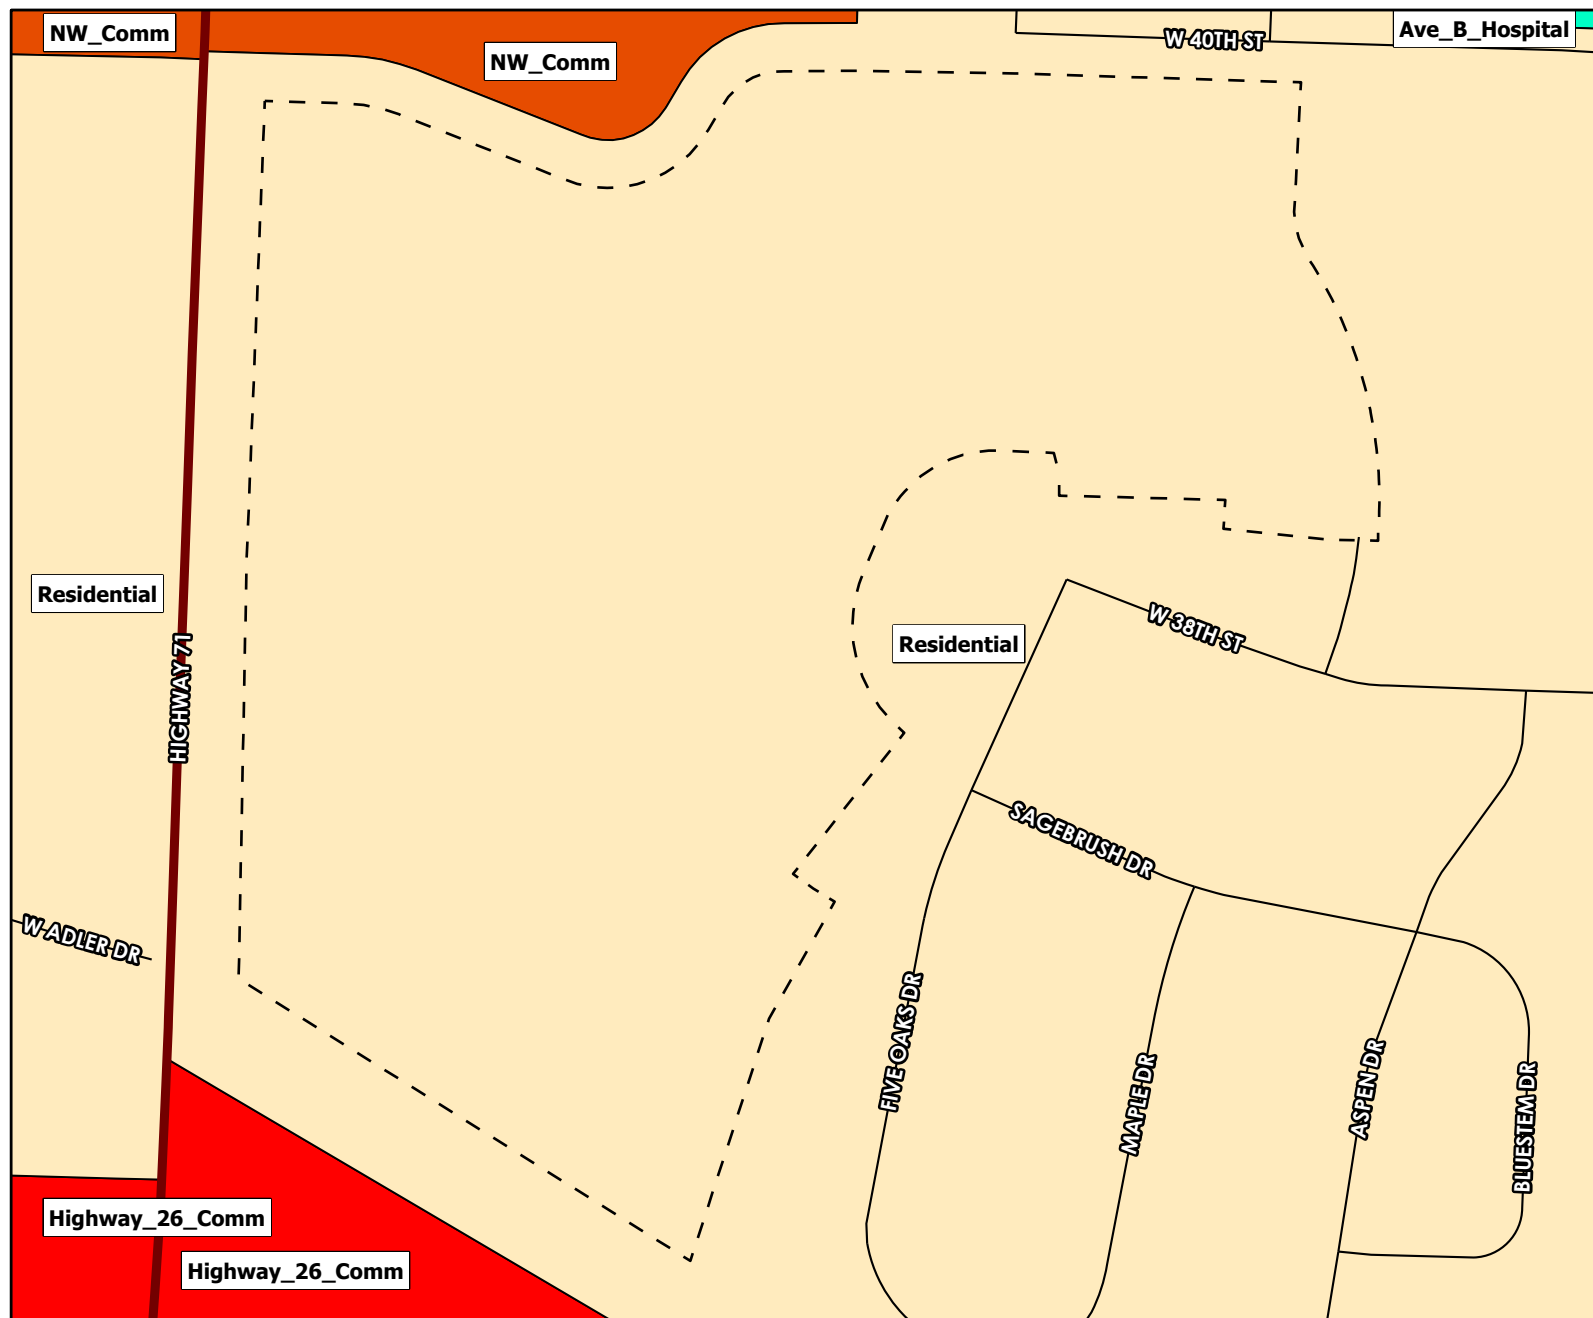 NW_Comm
NW_Comm
W 40TH ST
Ave_B_Hospital
Residential
HIGHWAY 71
Residential
W 38TH ST
SAGEBRUSH DR
W ADLER DR
FIVE OAKS DR
MAPLE DR
ASPEN DR
BLUESTEM DR
Highway_26_Comm
Highway_26_Comm